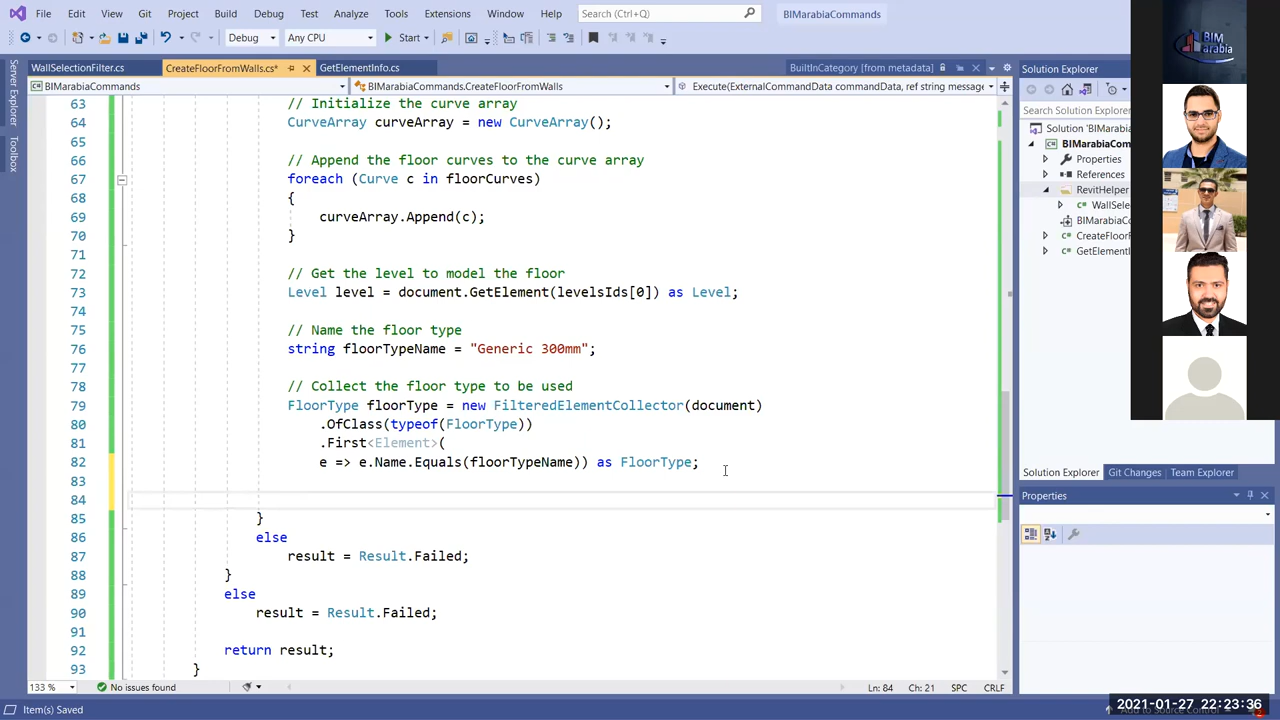 File Edit View Git Project Build Debug Test Analyze Tools Extensions Window Help Search (Ctrl+Q) BIMarabiaCommands
Debug Any CPU Start
WallSelectionFilter.cs CreateFloorFromWalls.cs* GetElementInfo.cs BuiltInCategory [from metadata]
BIMarabiaCommands BIMarabiaCommands.CreateFloorFromWalls Execute(ExternalCommandData commandData, ref string message
Server Explorer
Toolbox
63 // Initialize the curve array
64 CurveArray curveArray = new CurveArray();
65
66 // Append the floor curves to the curve array
67 foreach (Curve c in floorCurves)
68 {
69 curveArray.Append(c);
70 }
71
72 // Get the level to model the floor
73 Level level = document.GetElement(levelsIds[0]) as Level;
74
75 // Name the floor type
76 string floorTypeName = "Generic 300mm";
77
78 // Collect the floor type to be used
79 FloorType floorType = new FilteredElementCollector(document)
80 .OfClass(typeof(FloorType))
81 .First<Element>(
82 e => e.Name.Equals(floorTypeName)) as FloorType;
83
84
85 }
86 else
87 result = Result.Failed;
88 }
89 else
90 result = Result.Failed;
91
92 return result;
93 }
133 % No issues found Ln: 84 Ch: 21 SPC CRLF
Item(s) Saved
Solution Explorer
Search Solution Explorer
Solution 'BIMarabia
BIMarabiaCom
Properties
References
RevitHelper
WallSele
BIMarabiaCo
CreateFloorF
GetElementI
Solution Explorer Git Changes Team Explorer
Properties
BIM
arabia
2021-01-27 22:23:36